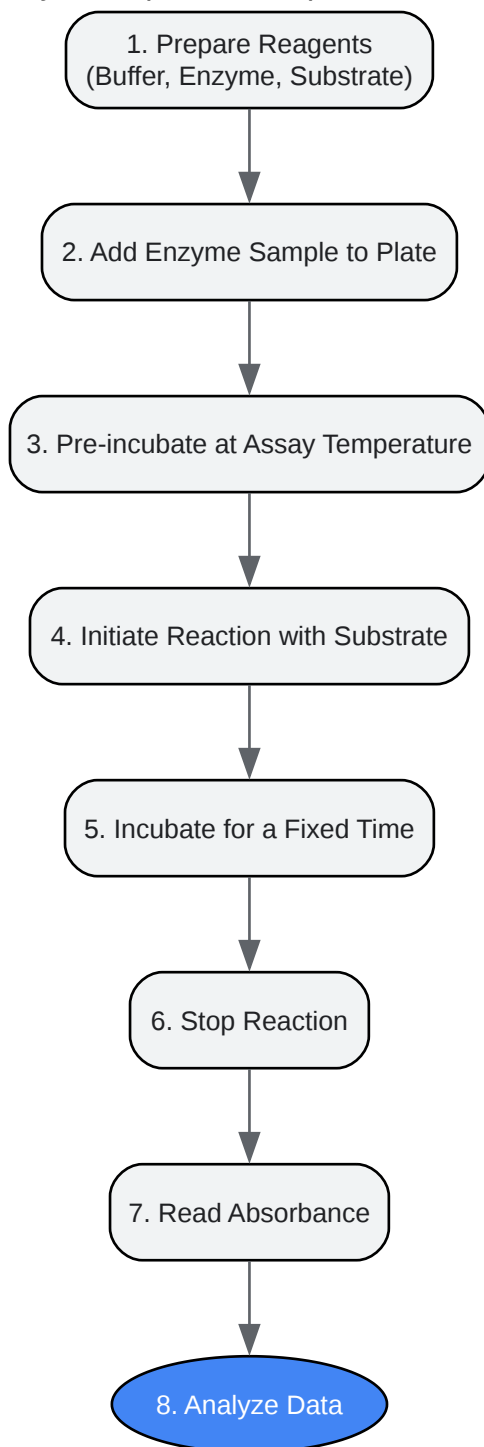 1. Prepare Reagents
(Buffer, Enzyme, Substrate)
2. Add Enzyme Sample to Plate
3. Pre-incubate at Assay Temperature
4. Initiate Reaction with Substrate
5. Incubate for a Fixed Time
6. Stop Reaction
7. Read Absorbance
8. Analyze Data